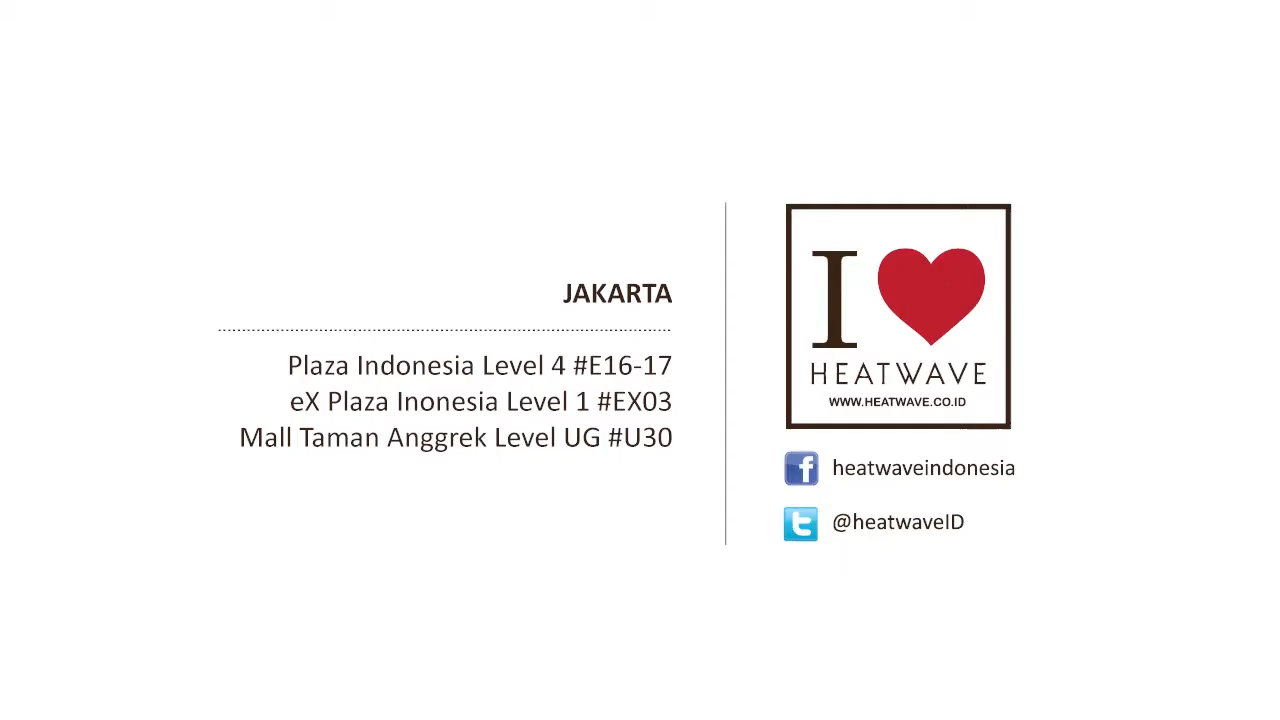 JAKARTA
Plaza Indonesia Level 4 #E16-17
eX Plaza Inonesia Level 1 #EX03
Mall Taman Anggrek Level UG #U30
I
HEATWAVE
WWW.HEATWAVE.CO.ID
f heatwaveindonesia
t @heatwaveID